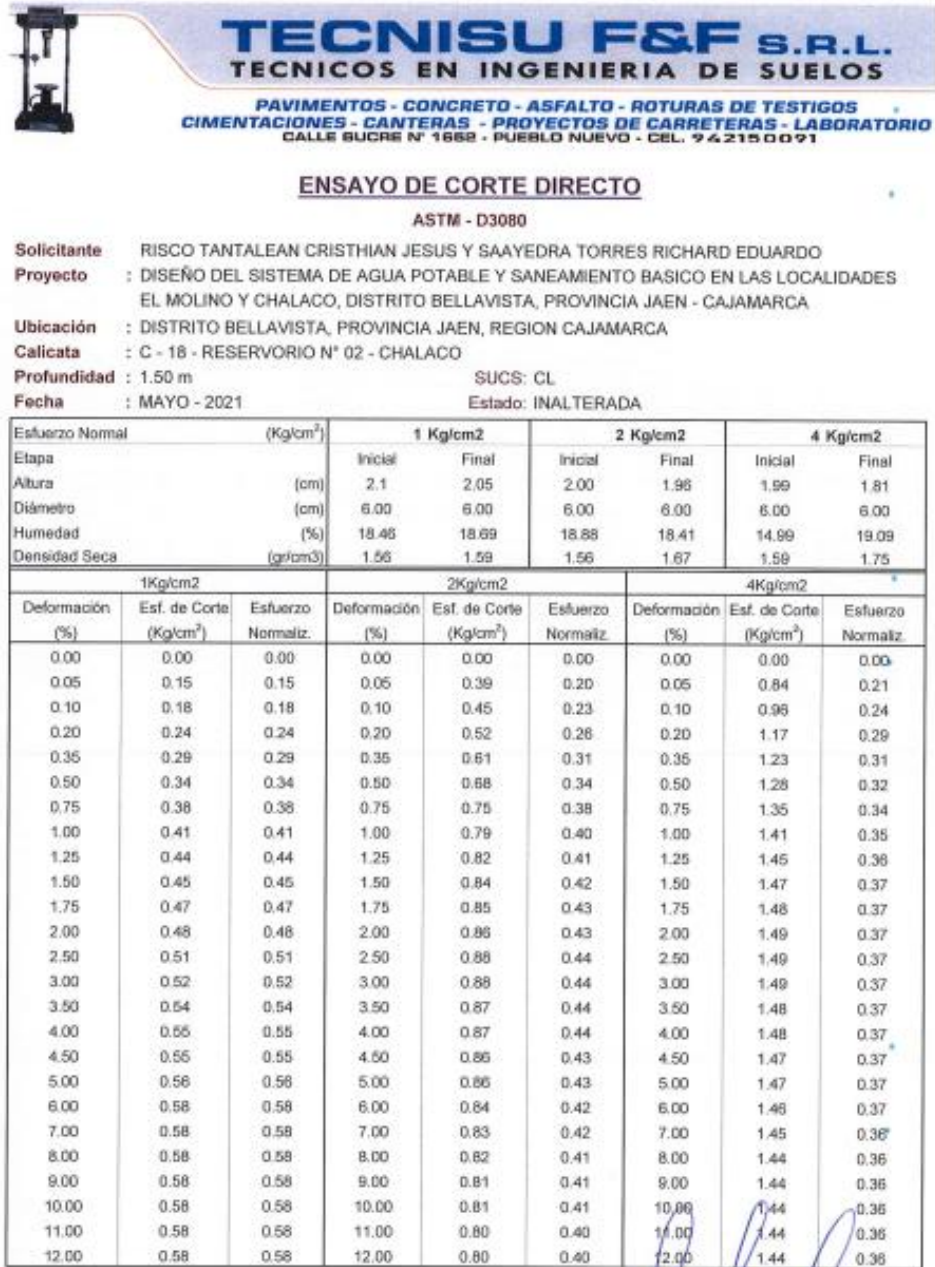 TECNISU F&F S.R.L.
TECNICOS EN INGENIERIA DE SUELOS
PAVIMENTOS - CONCRETO - ASFALTO - ROTURAS DE TESTIGOS
CIMENTACIONES - CANTERAS - PROYECTOS DE CARRETERAS - LABORATORIO
CALLE SUCRE N° 1662 - PUEBLO NUEVO - CEL. 942150091
ENSAYO DE CORTE DIRECTO
ASTM - D3080
Solicitante RISCO TANTALEAN CRISTHIAN JESUS Y SAAYEDRA TORRES RICHARD EDUARDO
Proyecto : DISEÑO DEL SISTEMA DE AGUA POTABLE Y SANEAMIENTO BASICO EN LAS LOCALIDADES
EL MOLINO Y CHALACO, DISTRITO BELLAVISTA, PROVINCIA JAEN - CAJAMARCA
Ubicación : DISTRITO BELLAVISTA, PROVINCIA JAEN, REGION CAJAMARCA
Calicata : C - 18 - RESERVORIO N° 02 - CHALACO
Profundidad : 1.50 m SUCS: CL
Fecha : MAYO - 2021 Estado: INALTERADA
Esfuerzo Normal (Kg/cm²) 1 Kg/cm2 2 Kg/cm2 4 Kg/cm2
Etapa Inicial Final Inicial Final Inicial Final
Altura (cm) 2.1 2.05 2.00 1.96 1.99 1.81
Diámetro (cm) 6.00 6.00 6.00 6.00 6.00 6.00
Humedad (%) 18.46 18.69 18.88 18.41 14.99 19.09
Densidad Seca (gr/cm3) 1.56 1.59 1.56 1.67 1.59 1.75
1Kg/cm2 2Kg/cm2 4Kg/cm2
Deformación Esf. de Corte Esfuerzo Deformación Esf. de Corte Esfuerzo Deformación Esf. de Corte Esfuerzo
(%) (Kg/cm²) Normaliz. (%) (Kg/cm²) Normaliz. (%) (Kg/cm²) Normaliz.
0.00 0.00 0.00 0.00 0.00 0.00 0.00 0.00 0.00
0.05 0.15 0.15 0.05 0.39 0.20 0.05 0.84 0.21
0.10 0.18 0.18 0.10 0.45 0.23 0.10 0.96 0.24
0.20 0.24 0.24 0.20 0.52 0.26 0.20 1.17 0.29
0.35 0.29 0.29 0.35 0.61 0.31 0.35 1.23 0.31
0.50 0.34 0.34 0.50 0.68 0.34 0.50 1.28 0.32
0.75 0.38 0.38 0.75 0.75 0.38 0.75 1.35 0.34
1.00 0.41 0.41 1.00 0.79 0.40 1.00 1.41 0.35
1.25 0.44 0.44 1.25 0.82 0.41 1.25 1.45 0.36
1.50 0.45 0.45 1.50 0.84 0.42 1.50 1.47 0.37
1.75 0.47 0.47 1.75 0.85 0.43 1.75 1.48 0.37
2.00 0.48 0.48 2.00 0.86 0.43 2.00 1.49 0.37
2.50 0.51 0.51 2.50 0.88 0.44 2.50 1.49 0.37
3.00 0.52 0.52 3.00 0.88 0.44 3.00 1.49 0.37
3.50 0.54 0.54 3.50 0.87 0.44 3.50 1.48 0.37
4.00 0.55 0.55 4.00 0.87 0.44 4.00 1.48 0.37
4.50 0.55 0.55 4.50 0.86 0.43 4.50 1.47 0.37
5.00 0.56 0.56 5.00 0.86 0.43 5.00 1.47 0.37
6.00 0.58 0.58 6.00 0.84 0.42 6.00 1.46 0.37
7.00 0.58 0.58 7.00 0.83 0.42 7.00 1.45 0.36
8.00 0.58 0.58 8.00 0.82 0.41 8.00 1.44 0.36
9.00 0.58 0.58 9.00 0.81 0.41 9.00 1.44 0.36
10.00 0.58 0.58 10.00 0.81 0.41 10.00 1.44 0.36
11.00 0.58 0.58 11.00 0.80 0.40 11.00 1.44 0.36
12.00 0.58 0.58 12.00 0.80 0.40 12.00 1.44 0.36